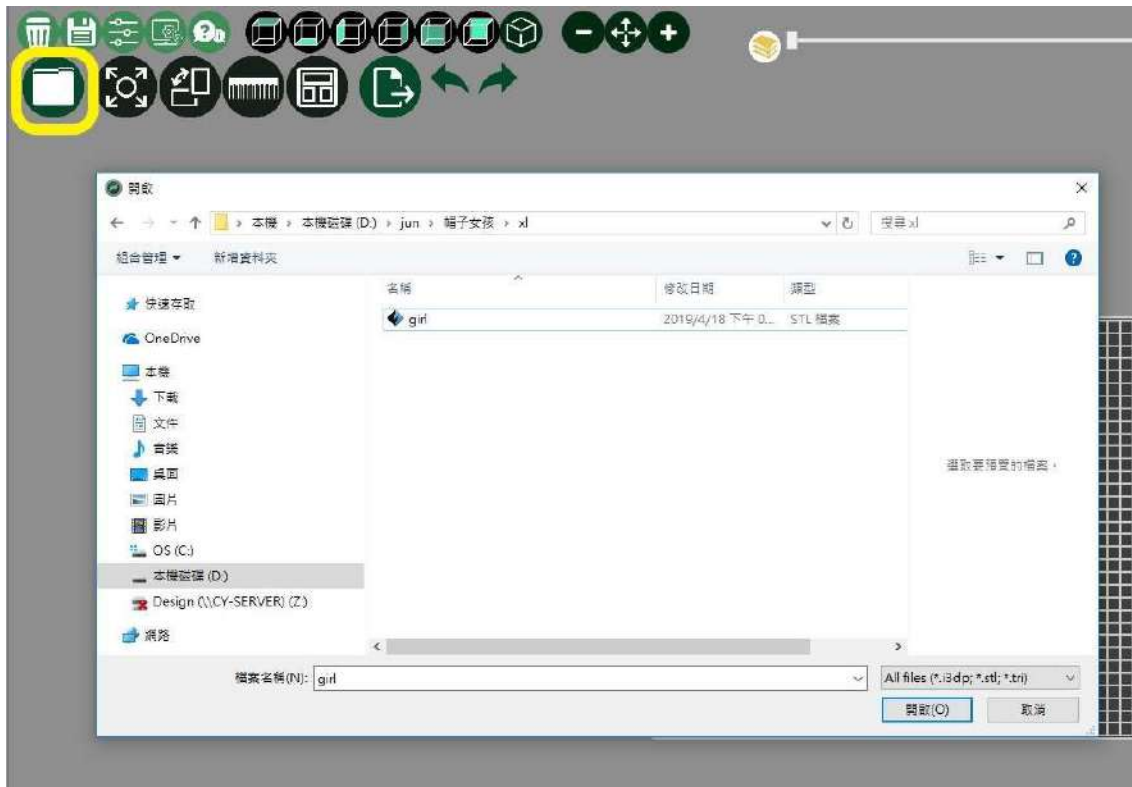 開啟
本機 › 本機磁碟 (D:) › jun › 帽子女孩 › xl
搜尋 xl
組合管理
新增資料夾
名稱
修改日期
類型
快速存取
girl
2019/4/18 下午 0...
STL 檔案
OneDrive
本機
下載
文件
音樂
桌面
圖片
影片
選取要預覽的檔案。
OS (C:)
本機磁碟 (D:)
Design (\\CY-SERVER) (Z:)
網路
檔案名稱(N):
girl
All files (*.i3dp; *.stl; *.tri)
開啟(O)
取消